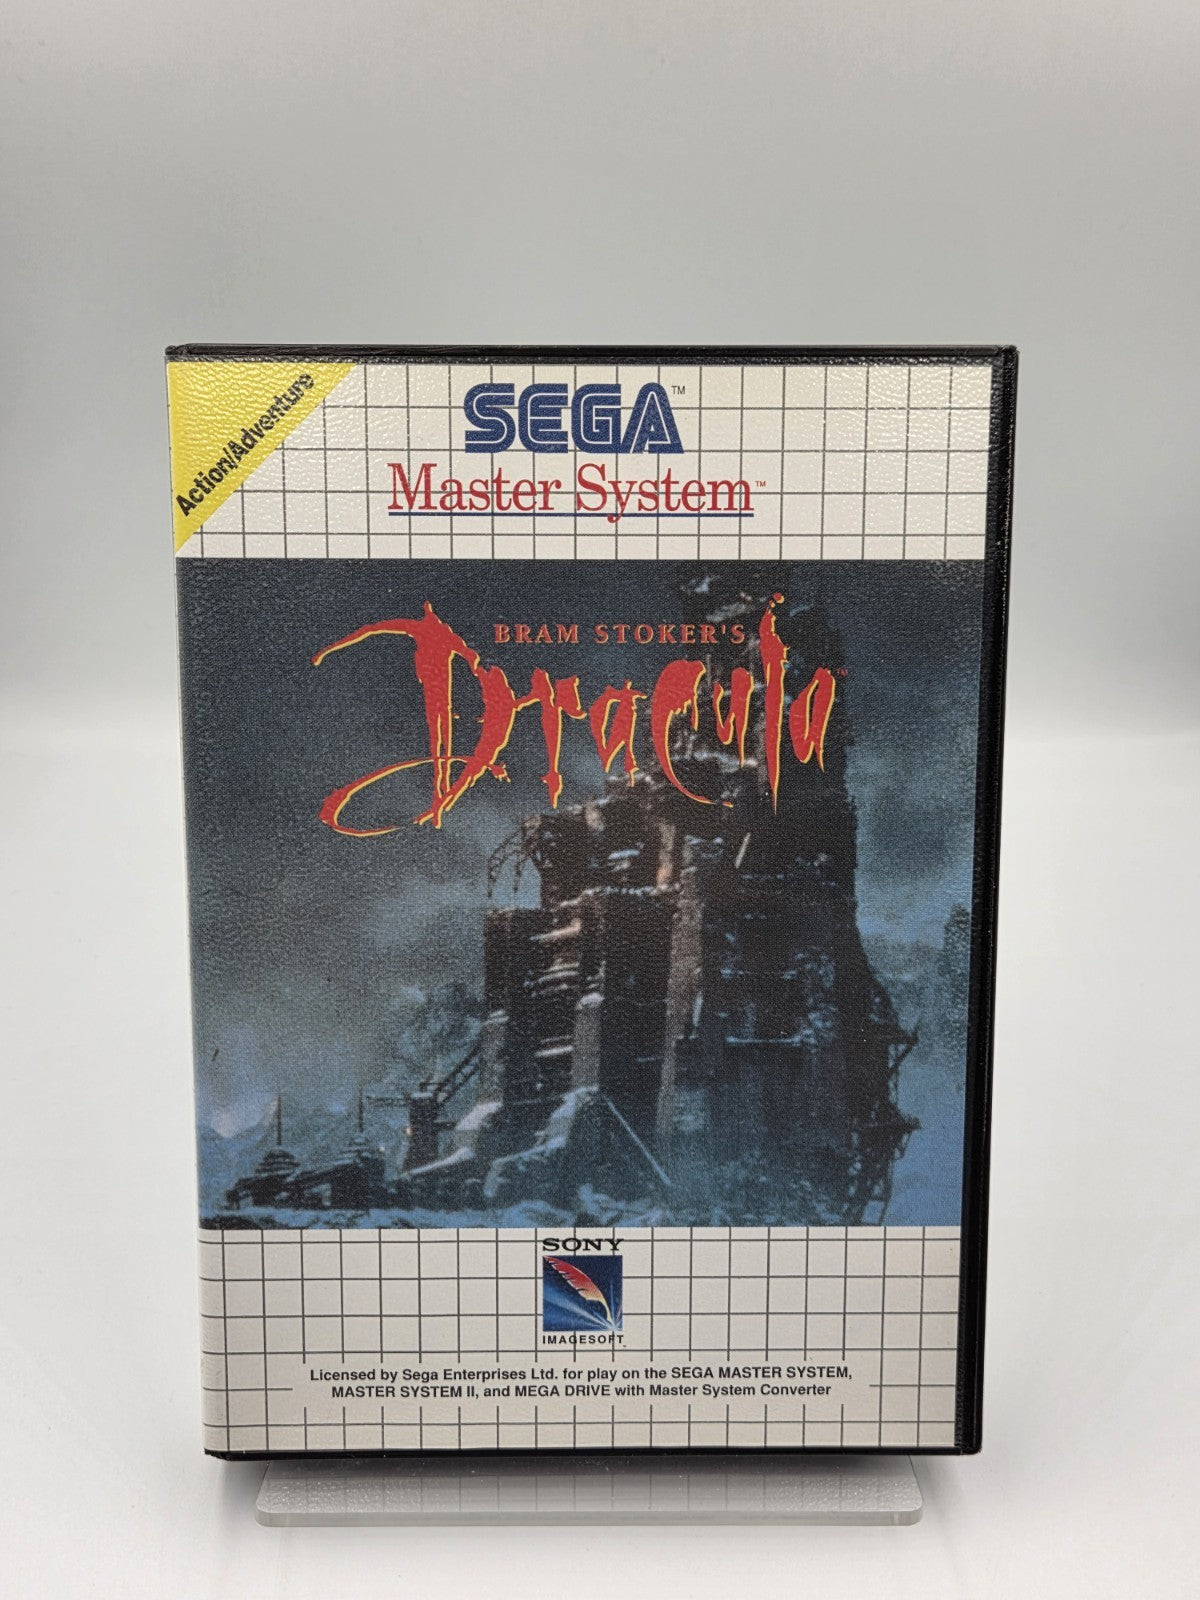 Action/Adventure
SEGA™
Master System™
BRAM STOKER'S
Dracula™
SONY
IMAGESOFT™
Licensed by Sega Enterprises Ltd. for play on the SEGA MASTER SYSTEM,
MASTER SYSTEM II, and MEGA DRIVE with Master System Converter